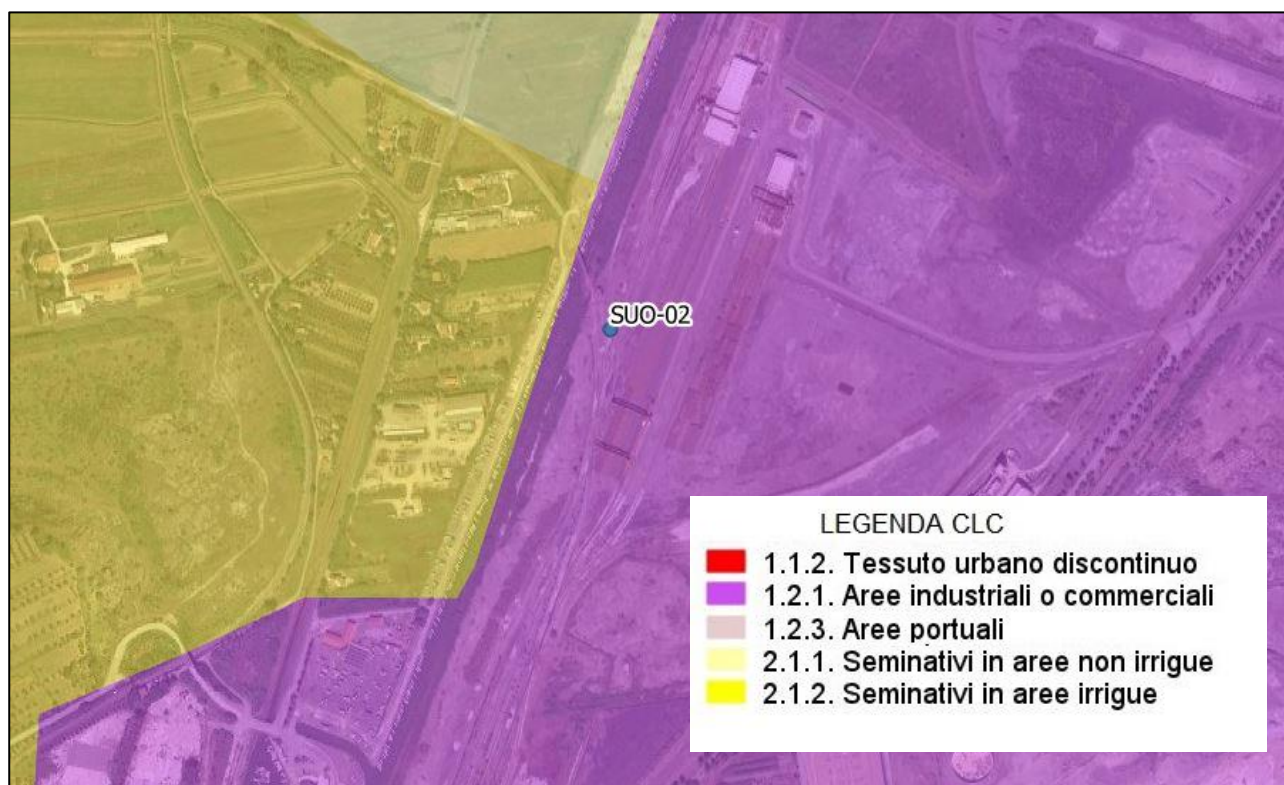 SUO-02
LEGENDA CLC
1.1.2. Tessuto urbano discontinuo
1.2.1. Aree industriali o commerciali
1.2.3. Aree portuali
2.1.1. Seminativi in aree non irrigue
2.1.2. Seminativi in aree irrigue